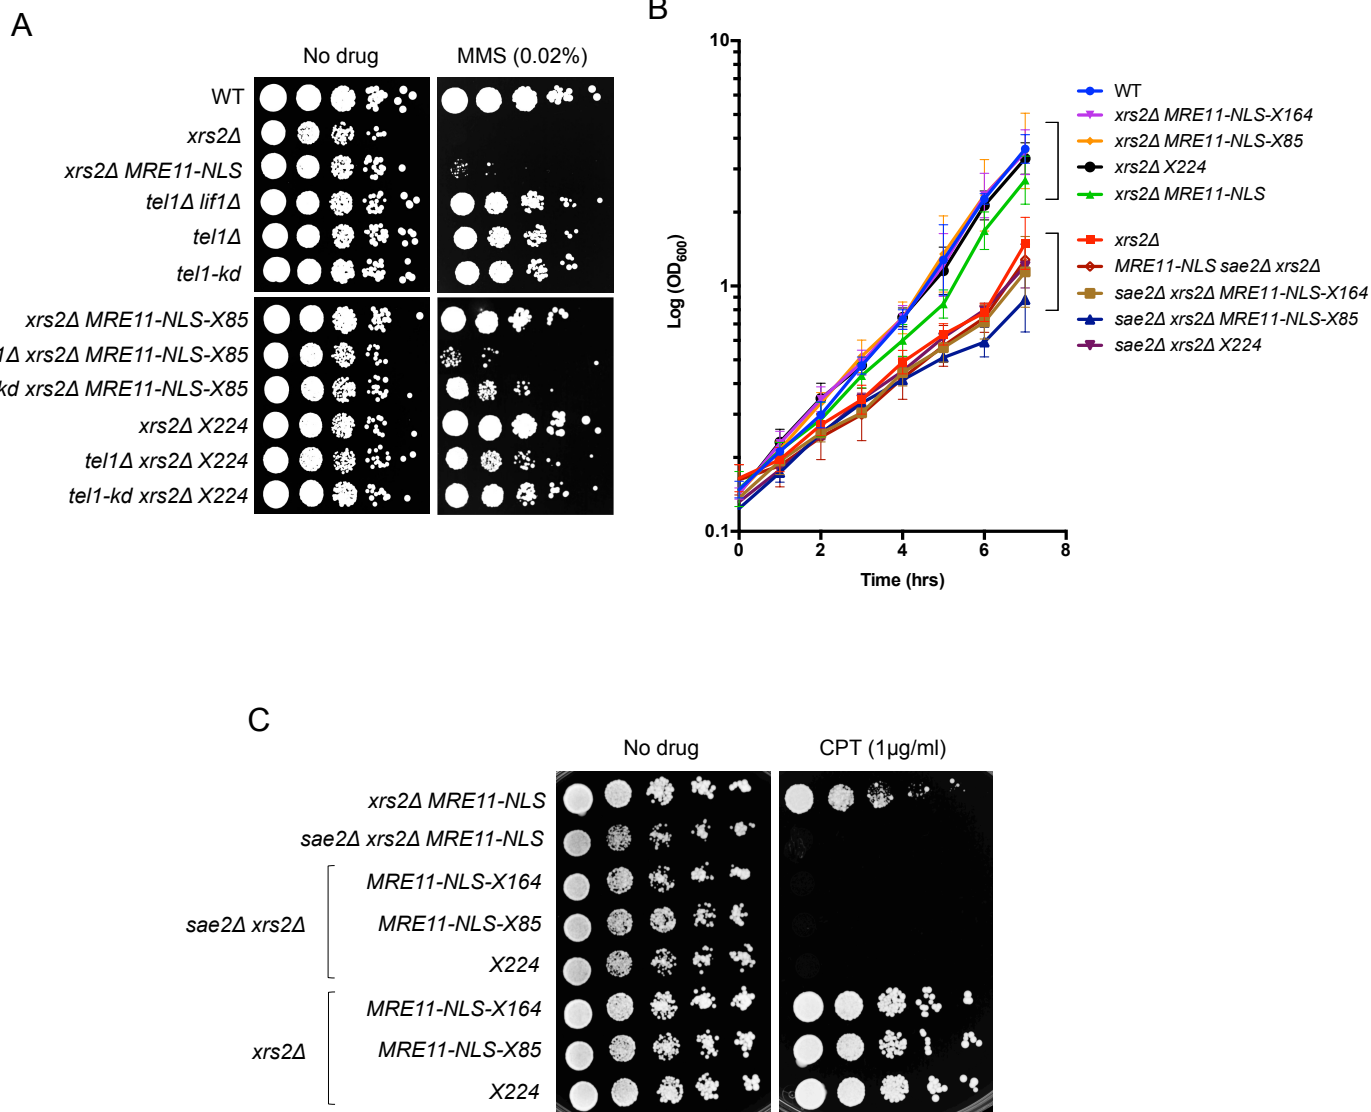 A
No drug
MMS (0.02%)
WT
xrs2Δ
xrs2Δ MRE11-NLS
tel1Δ lif1Δ
tel1Δ
tel1-kd
xrs2Δ MRE11-NLS-X85
1Δ xrs2Δ MRE11-NLS-X85
kd xrs2Δ MRE11-NLS-X85
xrs2Δ X224
tel1Δ xrs2Δ X224
tel1-kd xrs2Δ X224
B
Log (OD600)
10
1
0.1
0 2 4 6 8
Time (hrs)
WT
xrs2Δ MRE11-NLS-X164
xrs2Δ MRE11-NLS-X85
xrs2Δ X224
xrs2Δ MRE11-NLS
xrs2Δ
MRE11-NLS sae2Δ xrs2Δ
sae2Δ xrs2Δ MRE11-NLS-X164
sae2Δ xrs2Δ MRE11-NLS-X85
sae2Δ xrs2Δ X224
C
No drug
CPT (1μg/ml)
xrs2Δ MRE11-NLS
sae2Δ xrs2Δ MRE11-NLS
sae2Δ xrs2Δ
MRE11-NLS-X164
MRE11-NLS-X85
X224
xrs2Δ
MRE11-NLS-X164
MRE11-NLS-X85
X224